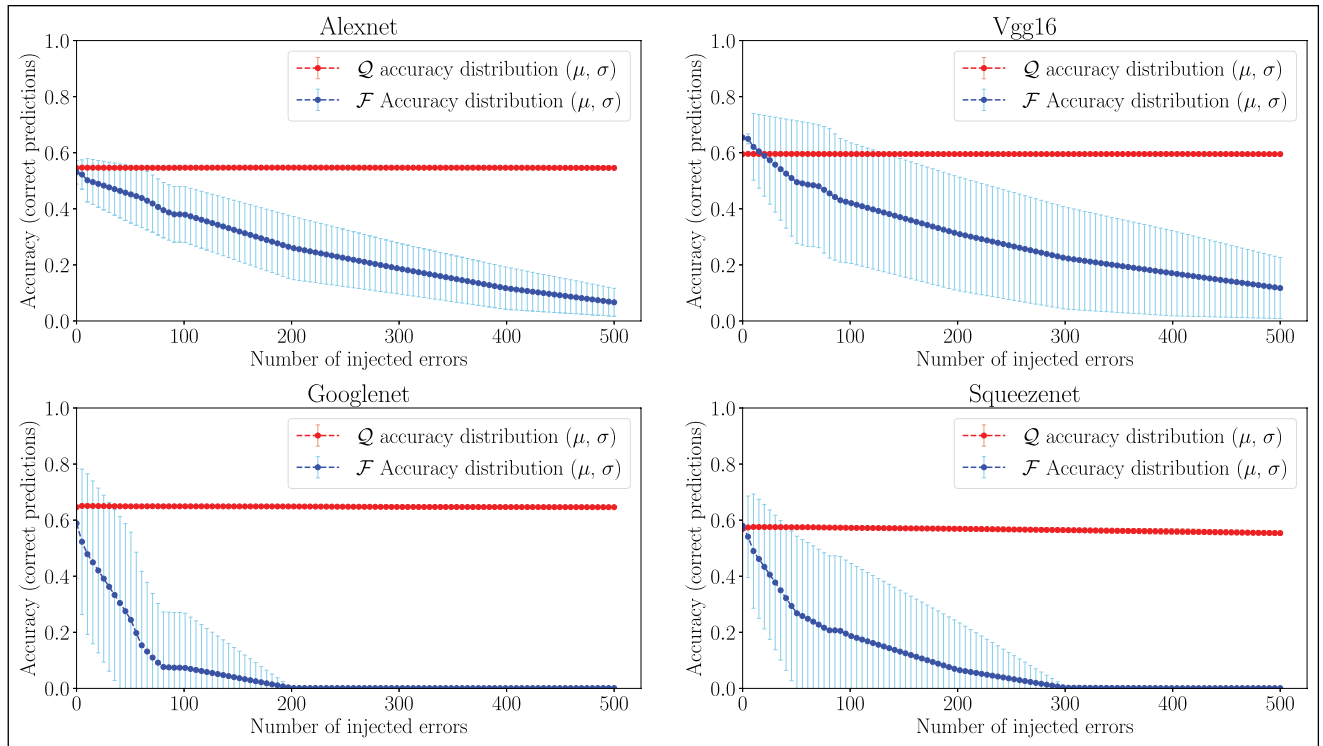 Alexnet
1.0
0.8
0.6
0.4
0.2
0.0
Accuracy (correct predictions)
𝒬 accuracy distribution (μ, σ)
ℱ Accuracy distribution (μ, σ)
0 100 200 300 400 500
Number of injected errors
Vgg16
1.0
0.8
0.6
0.4
0.2
0.0
Accuracy (correct predictions)
𝒬 accuracy distribution (μ, σ)
ℱ Accuracy distribution (μ, σ)
0 100 200 300 400 500
Number of injected errors
Googlenet
1.0
0.8
0.6
0.4
0.2
0.0
Accuracy (correct predictions)
𝒬 accuracy distribution (μ, σ)
ℱ Accuracy distribution (μ, σ)
0 100 200 300 400 500
Number of injected errors
Squeezenet
1.0
0.8
0.6
0.4
0.2
0.0
Accuracy (correct predictions)
𝒬 accuracy distribution (μ, σ)
ℱ Accuracy distribution (μ, σ)
0 100 200 300 400 500
Number of injected errors